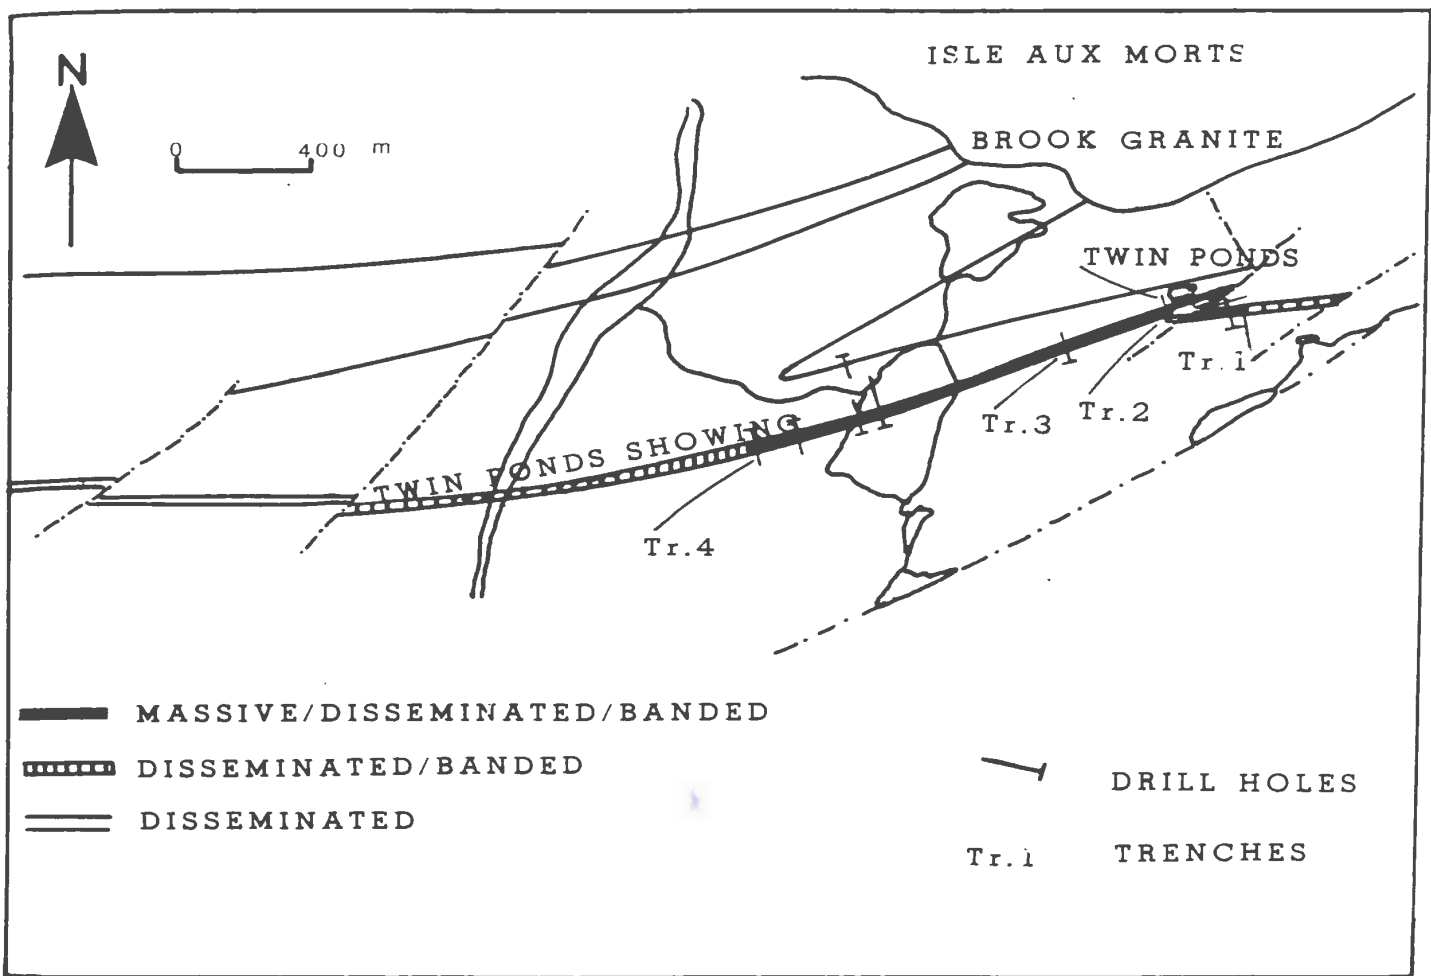 ISLE AUX MORTS
N
0 400 m
BROOK GRANITE
TWIN PONDS
Tr.1
Tr.2
Tr.3
TWIN PONDS SHOWING
Tr.4
MASSIVE/DISSEMINATED/BANDED
DISSEMINATED/BANDED
DISSEMINATED
DRILL HOLES
Tr.1 TRENCHES